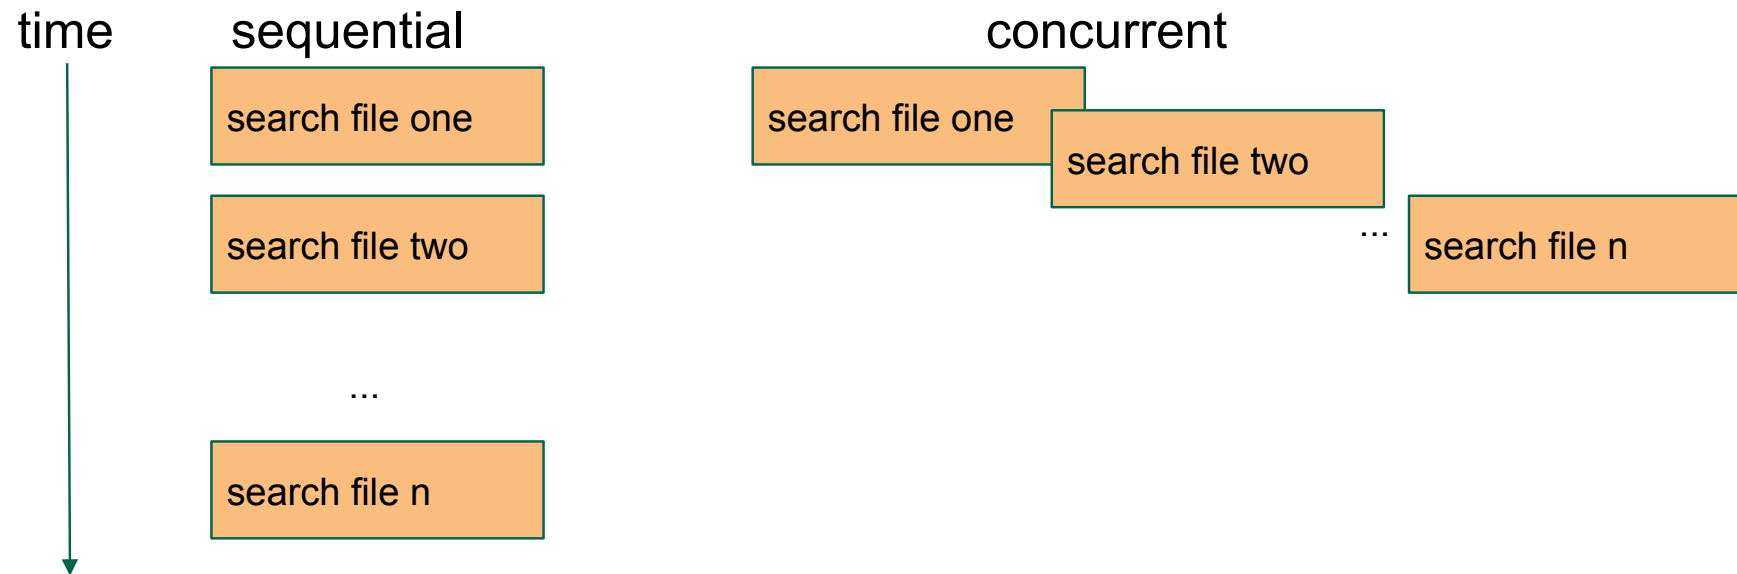 time
sequential
concurrent
search file one
search file two
...
search file n
search file one
search file two
...
search file n